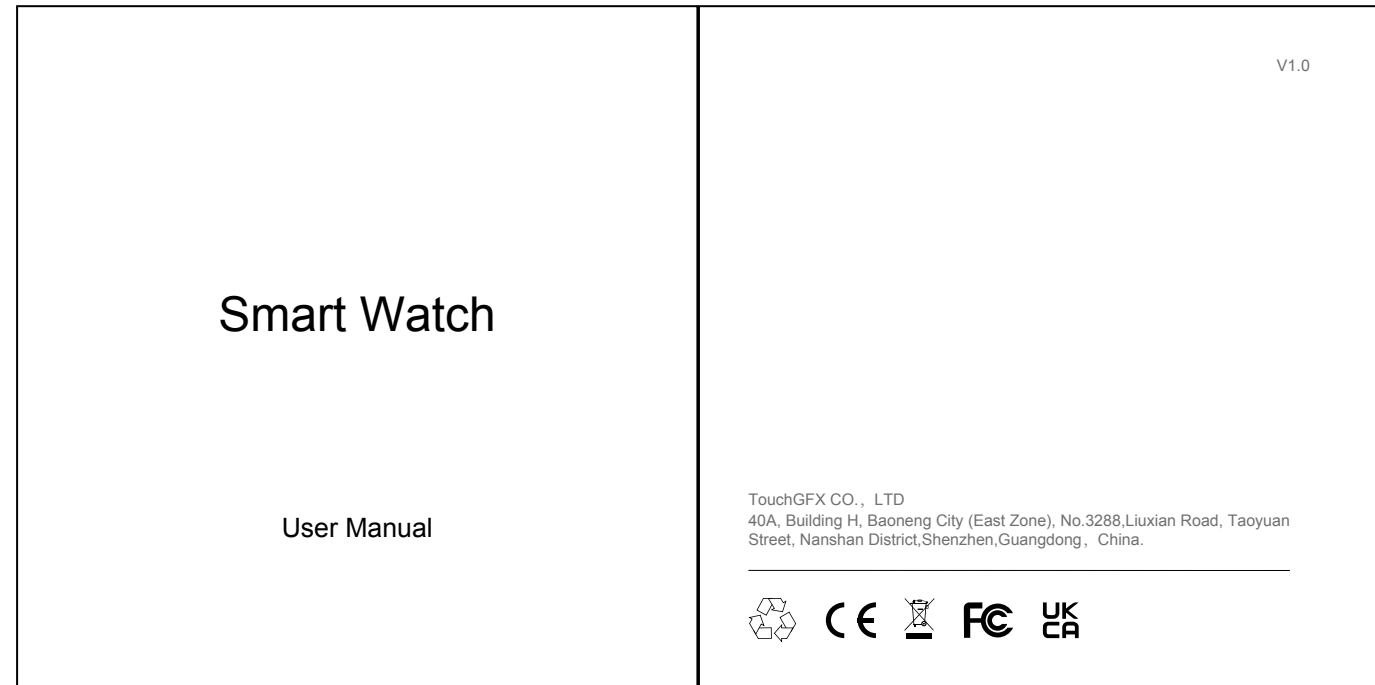 Smart Watch
User Manual
V1.0
TouchGFX CO.，LTD
40A, Building H, Baoneng City (East Zone), No.3288,Liuxian Road, Taoyuan
Street, Nanshan District,Shenzhen,Guangdong，China.
CE FC UK
CA